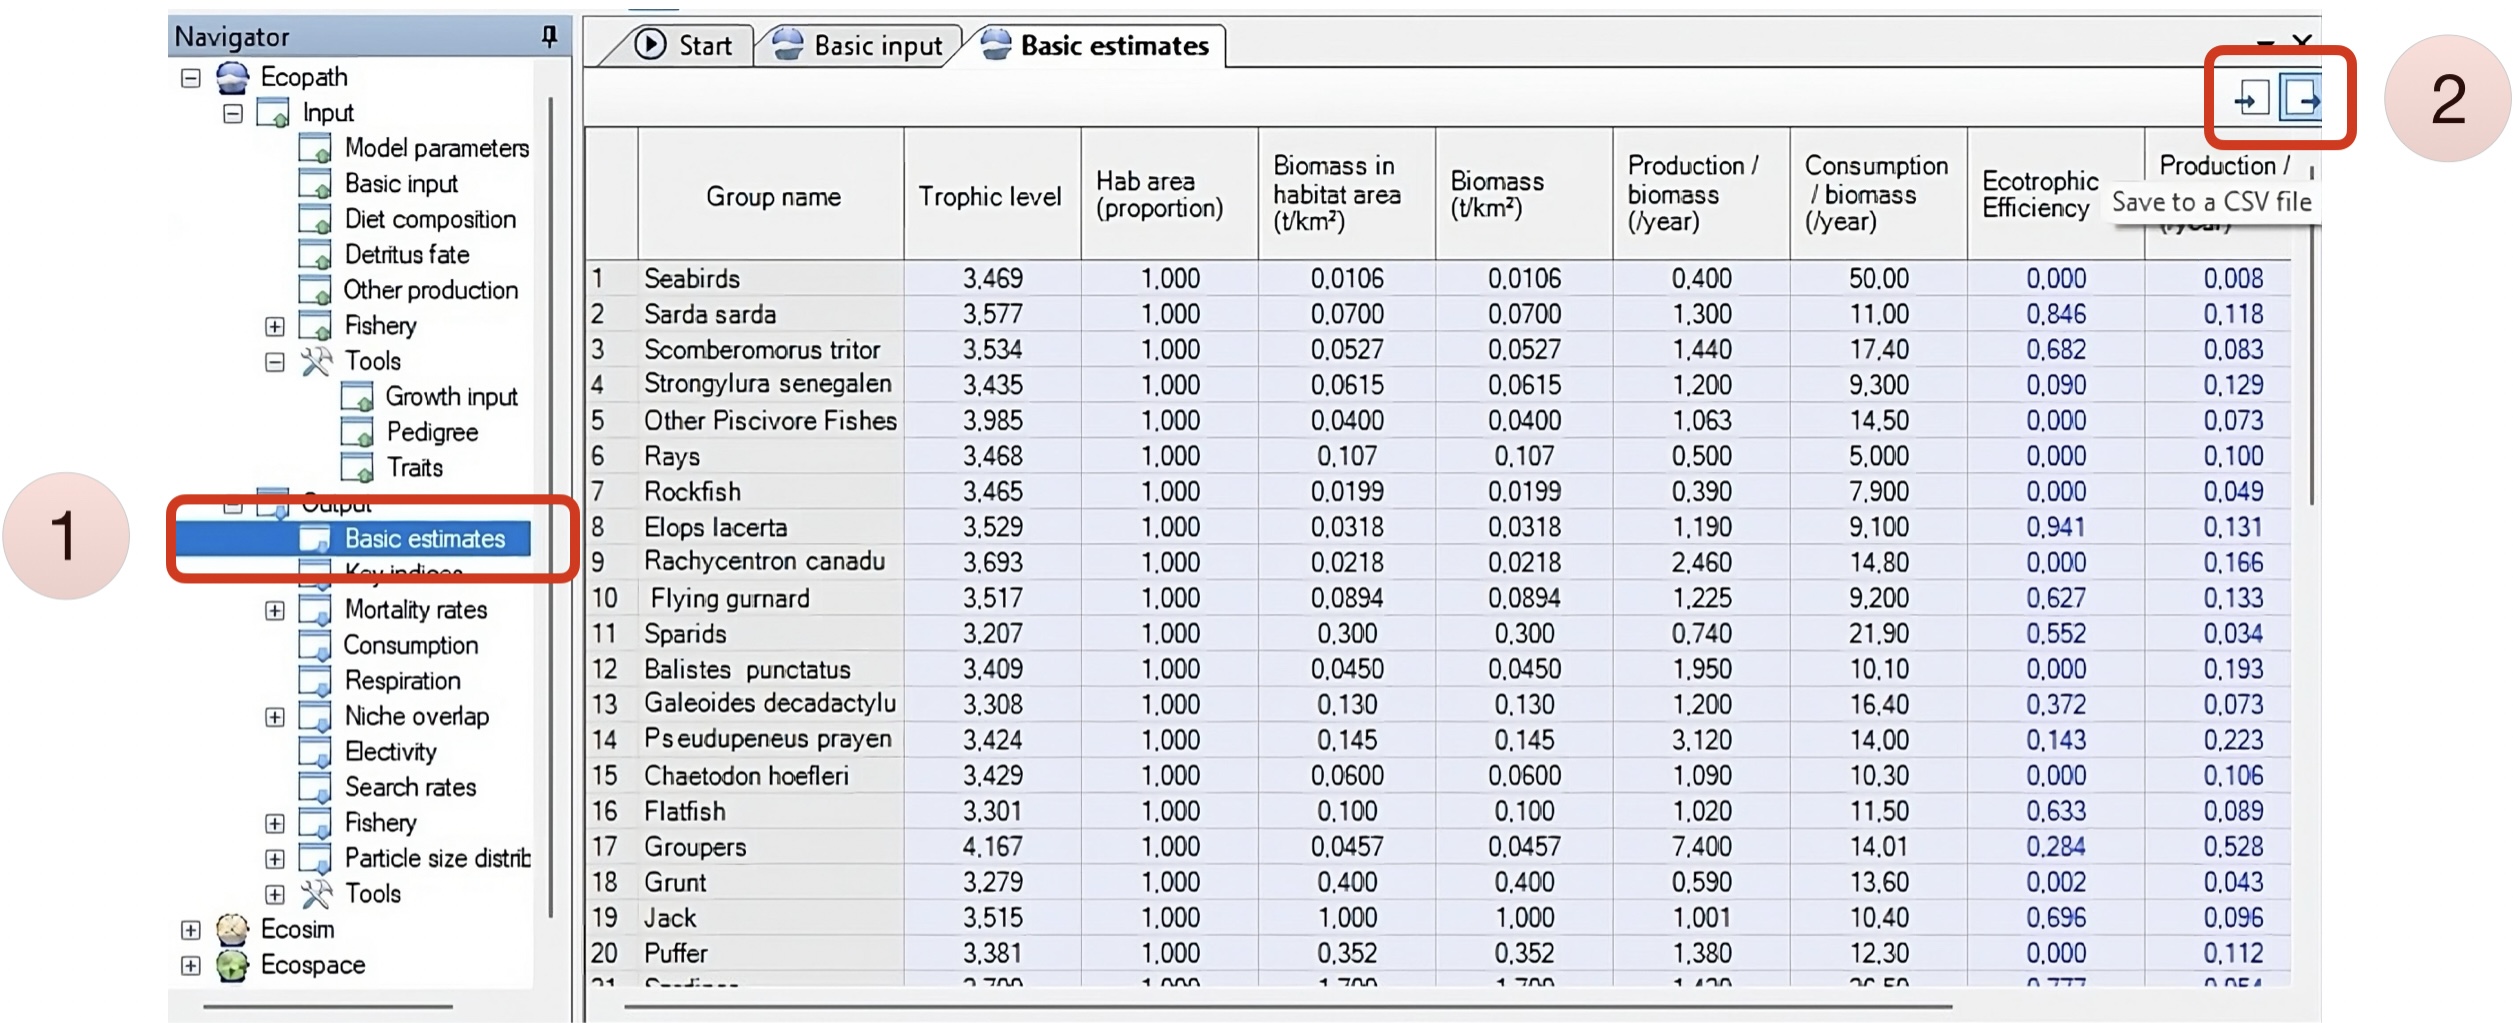 Navigator
Ecopath
Input
Model parameters
Basic input
Diet composition
Detritus fate
Other production
Fishery
Tools
Growth input
Pedigree
Traits
1
Output
Basic estimates
Key indices
Mortality rates
Consumption
Respiration
Niche overlap
Electivity
Search rates
Fishery
Particle size distrib
Tools
Ecosim
Ecospace
Start Basic input Basic estimates
2
Group name Trophic level Hab area (proportion) Biomass in habitat area (t/km²) Biomass (t/km²) Production / biomass (/year) Consumption / biomass (/year) Ecotrophic Efficiency Production /
Save to a CSV file
(/year)
1 Seabirds 3,469 1,000 0,0106 0,0106 0,400 50,00 0,000 0,008
2 Sarda sarda 3,577 1,000 0,0700 0,0700 1,300 11,00 0,846 0,118
3 Scomberomorus tritor 3,534 1,000 0,0527 0,0527 1,440 17,40 0,682 0,083
4 Strongylura senegalen 3,435 1,000 0,0615 0,0615 1,200 9,300 0,090 0,129
5 Other Piscivore Fishes 3,985 1,000 0,0400 0,0400 1,063 14,50 0,000 0,073
6 Rays 3,468 1,000 0,107 0,107 0,500 5,000 0,000 0,100
7 Rockfish 3,465 1,000 0,0199 0,0199 0,390 7,900 0,000 0,049
8 Elops lacerta 3,529 1,000 0,0318 0,0318 1,190 9,100 0,941 0,131
9 Rachycentron canadu 3,693 1,000 0,0218 0,0218 2,460 14,80 0,000 0,166
10 Flying gurnard 3,517 1,000 0,0894 0,0894 1,225 9,200 0,627 0,133
11 Sparids 3,207 1,000 0,300 0,300 0,740 21,90 0,552 0,034
12 Balistes punctatus 3,409 1,000 0,0450 0,0450 1,950 10,10 0,000 0,193
13 Galeoides decadactylu 3,308 1,000 0,130 0,130 1,200 16,40 0,372 0,073
14 Pseudupeneus prayen 3,424 1,000 0,145 0,145 3,120 14,00 0,143 0,223
15 Chaetodon hoefleri 3,429 1,000 0,0600 0,0600 1,090 10,30 0,000 0,106
16 Flatfish 3,301 1,000 0,100 0,100 1,020 11,50 0,633 0,089
17 Groupers 4,167 1,000 0,0457 0,0457 7,400 14,01 0,284 0,528
18 Grunt 3,279 1,000 0,400 0,400 0,590 13,60 0,002 0,043
19 Jack 3,515 1,000 1,000 1,000 1,001 10,40 0,696 0,096
20 Puffer 3,381 1,000 0,352 0,352 1,380 12,30 0,000 0,112